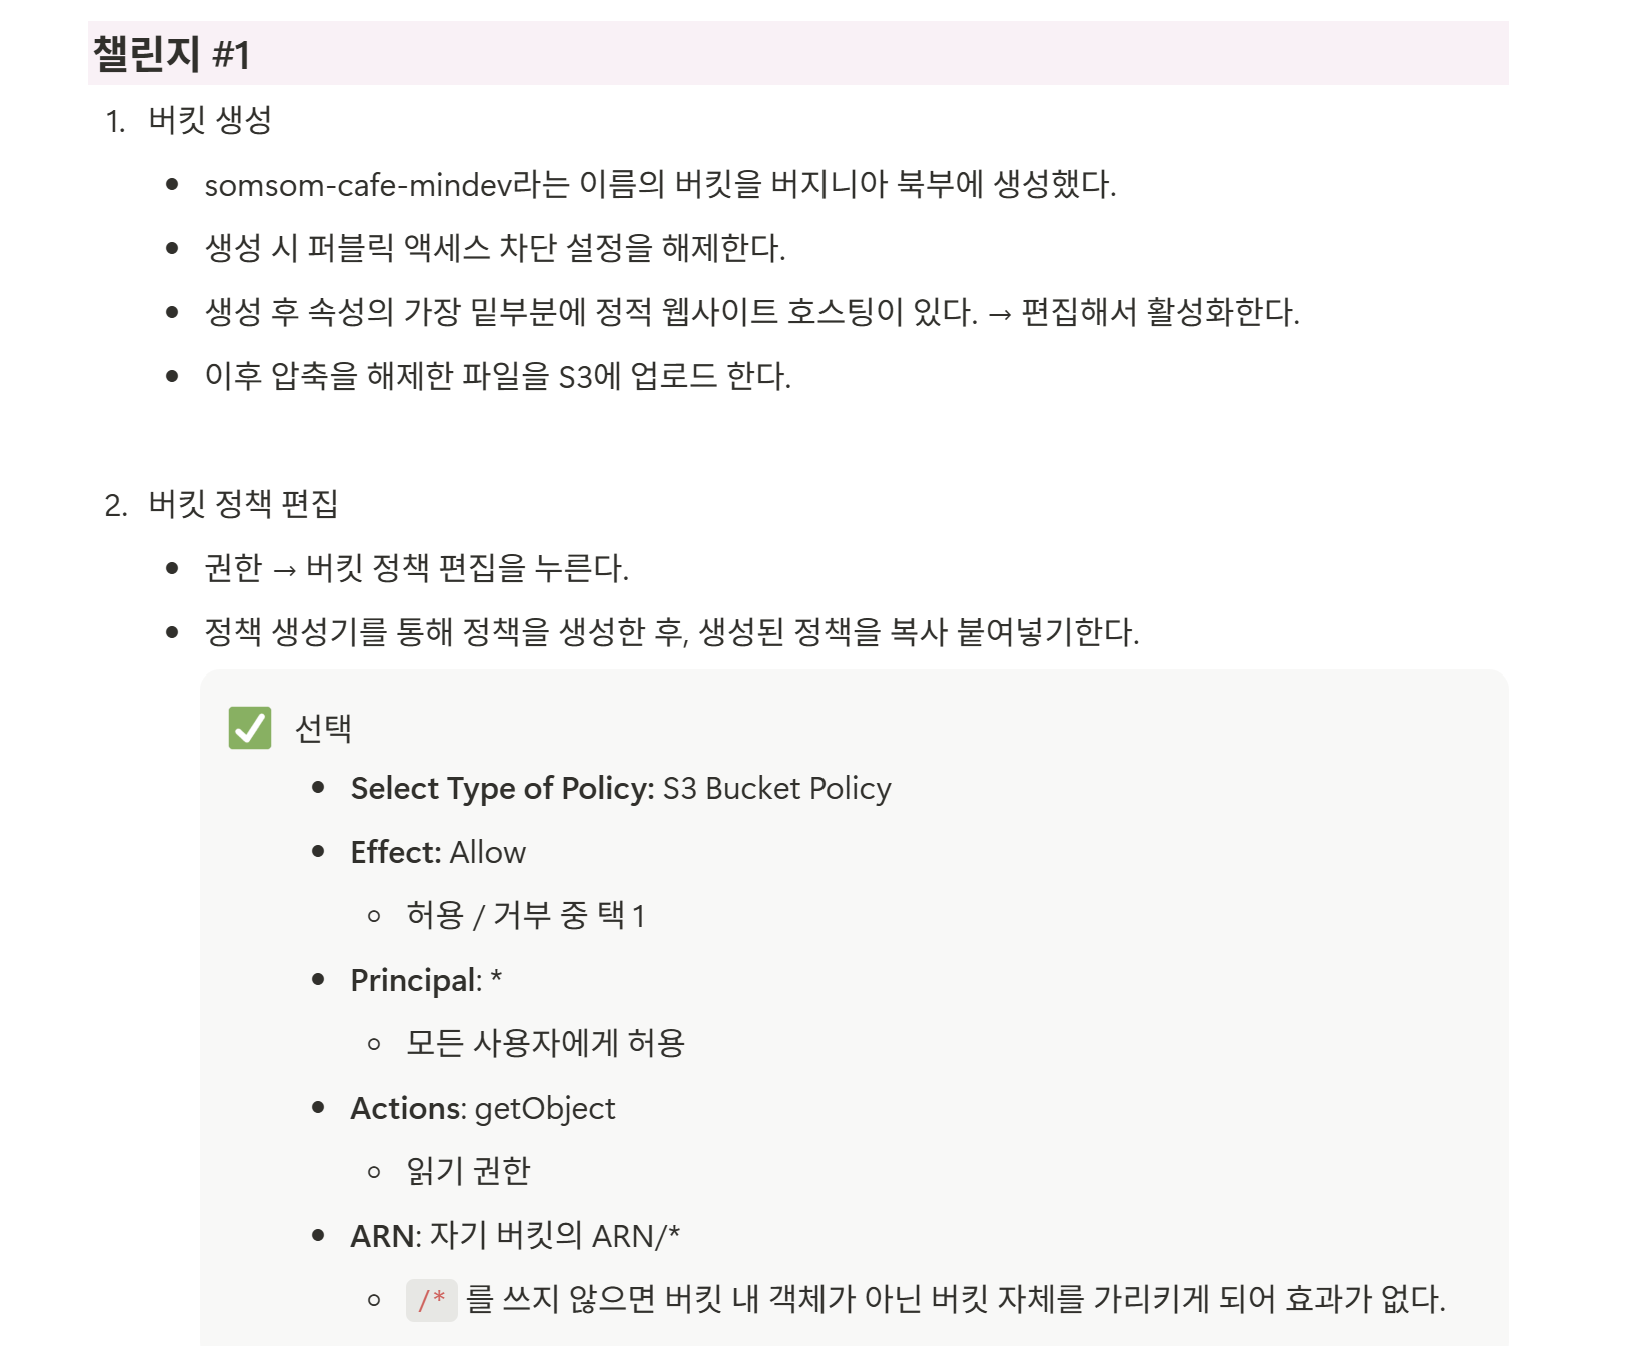 챌린지 #1
1. 버킷 생성
• somsom-cafe-mindev라는 이름의 버킷을 버지니아 북부에 생성했다.
• 생성 시 퍼블릭 액세스 차단 설정을 해제한다.
• 생성 후 속성의 가장 밑부분에 정적 웹사이트 호스팅이 있다. → 편집해서 활성화한다.
• 이후 압축을 해제한 파일을 S3에 업로드 한다.
2. 버킷 정책 편집
• 권한 → 버킷 정책 편집을 누른다.
• 정책 생성기를 통해 정책을 생성한 후, 생성된 정책을 복사 붙여넣기한다.
✅ 선택
• Select Type of Policy: S3 Bucket Policy
• Effect: Allow
◦ 허용 / 거부 중 택 1
• Principal: *
◦ 모든 사용자에게 허용
• Actions: getObject
◦ 읽기 권한
• ARN: 자기 버킷의 ARN/*
◦ /* 를 쓰지 않으면 버킷 내 객체가 아닌 버킷 자체를 가리키게 되어 효과가 없다.